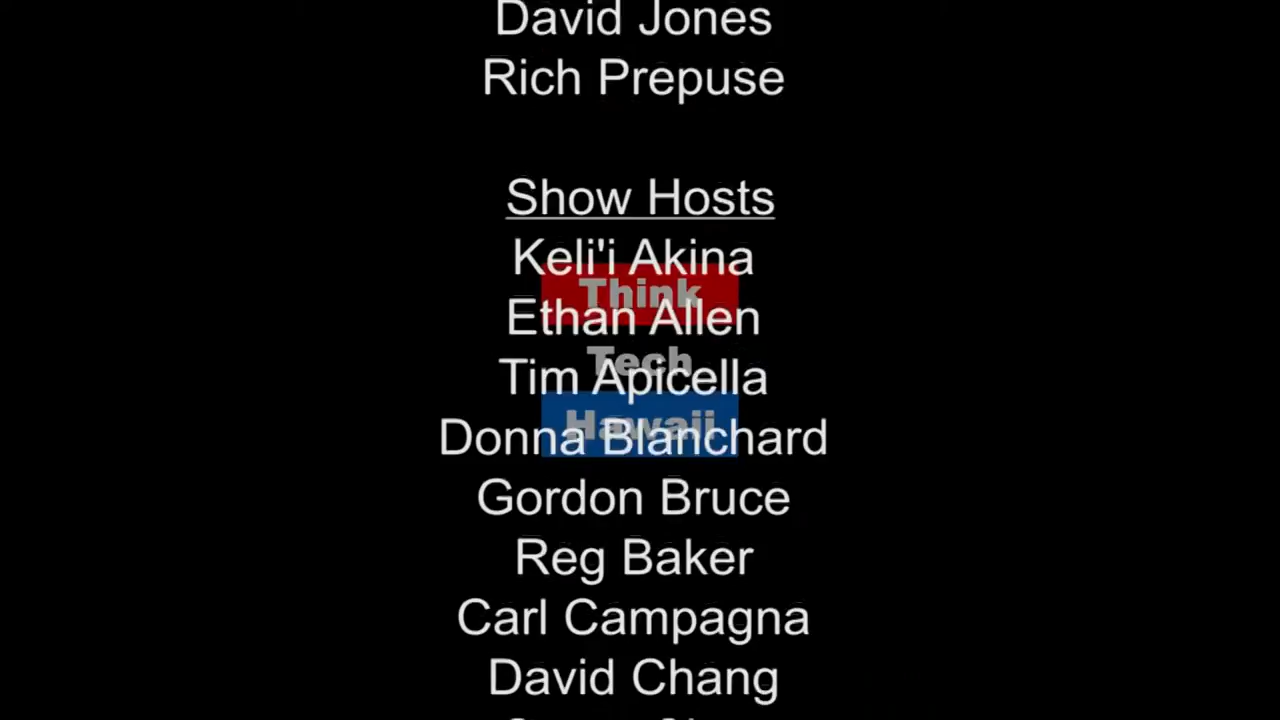 David Jones
Rich Prepuse
Show Hosts
Keli'i Akina
Think
Ethan Allen
Tech
Tim Apicella
Hawaii
Donna Blanchard
Gordon Bruce
Reg Baker
Carl Campagna
David Chang